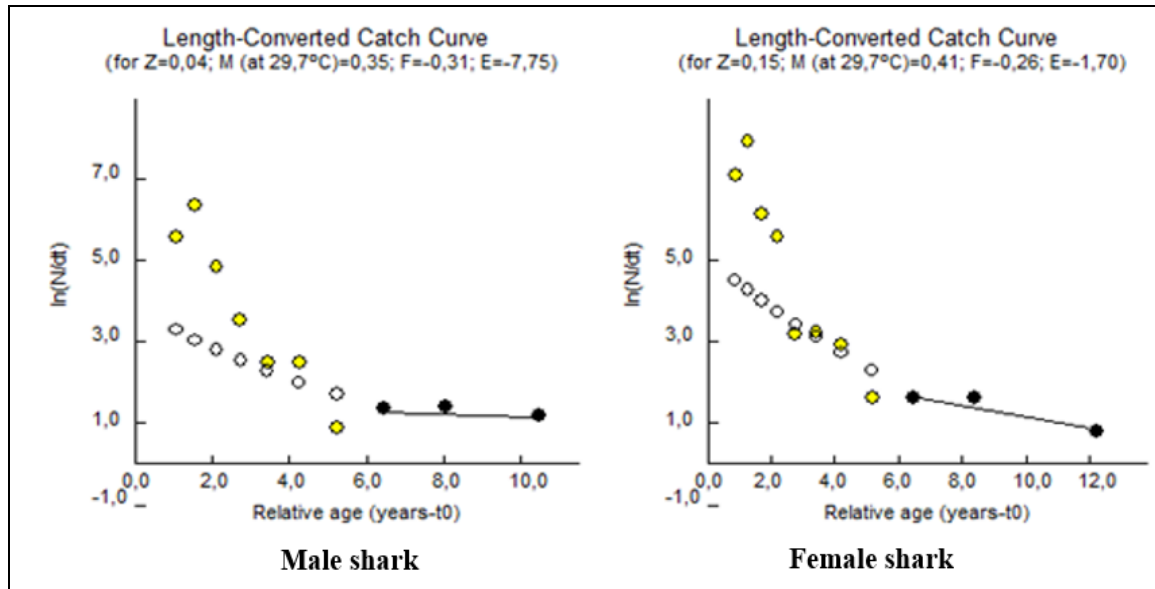 Length-Converted Catch Curve
(for Z=0,04; M (at 29,7ºC)=0,35; F=-0,31; E=-7,75)
7,0
5,0
3,0
1,0
-1,0
ln(N/dt)
0,0 2,0 4,0 6,0 8,0 10,0
Relative age (years-t0)
Male shark
Length-Converted Catch Curve
(for Z=0,15; M (at 29,7ºC)=0,41; F=-0,26; E=-1,70)
5,0
3,0
1,0
-1,0
ln(N/dt)
0,0 2,0 4,0 6,0 8,0 10,0 12,0
Relative age (years-t0)
Female shark